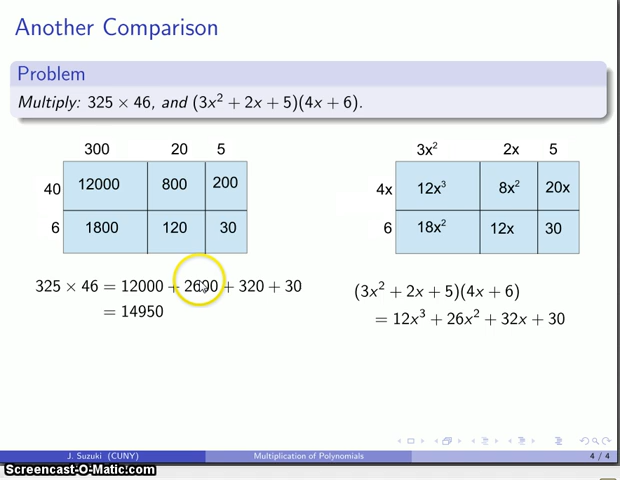 Another Comparison
Problem
Multiply: 325 × 46, and (3x² + 2x + 5)(4x + 6).
300 20 5
40 12000 800 200
6 1800 120 30
325 × 46 = 12000 + 2600 + 320 + 30
= 14950
3x² 2x 5
4x 12x³ 8x² 20x
6 18x² 12x 30
(3x² + 2x + 5)(4x + 6)
= 12x³ + 26x² + 32x + 30
J. Suzuki (CUNY) Multiplication of Polynomials 4 / 4
Screencast-O-Matic.com